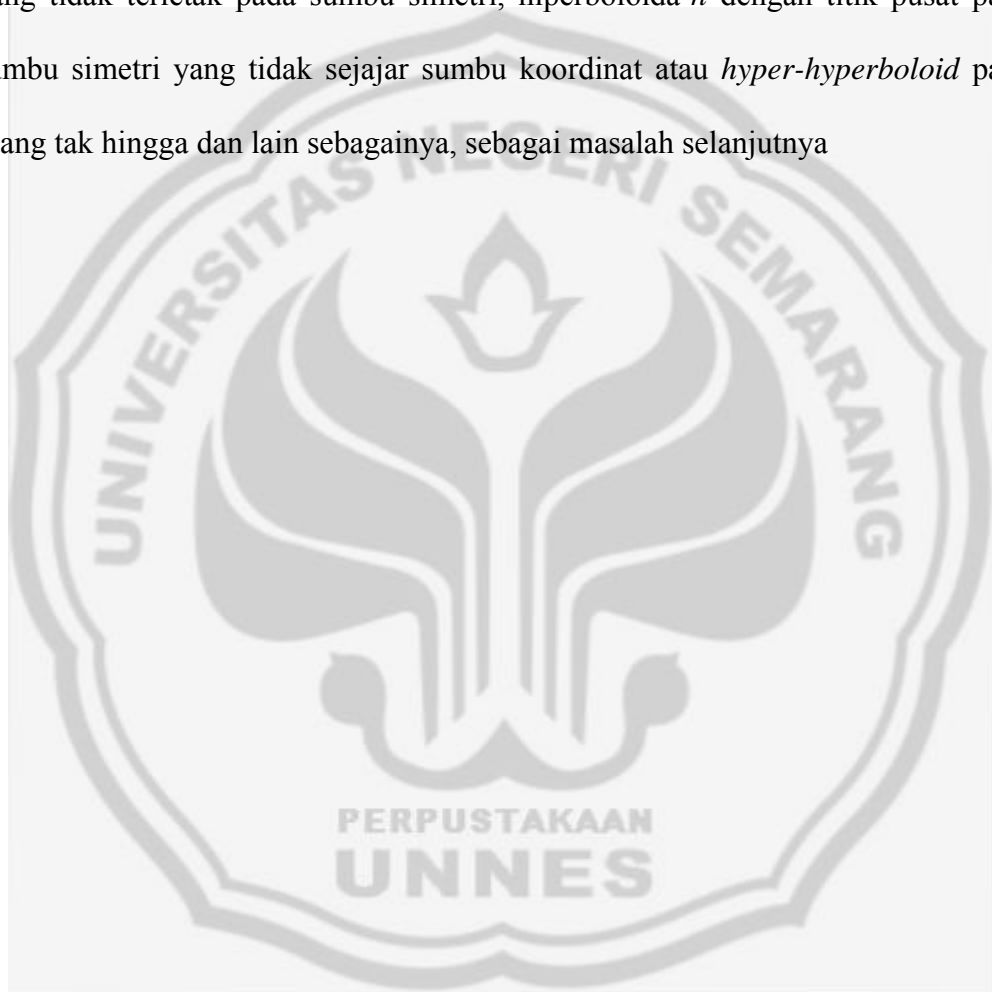 ang tidak terletak pada sumbu simetri, hiperboloida n dengan titik pusat pa
umbu simetri yang tidak sejajar sumbu koordinat atau hyper-hyperboloid pa
ang tak hingga dan lain sebagainya, sebagai masalah selanjutnya
UNIVERSITAS NEGERI SEMARANG
PERPUSTAKAAN
UNNES